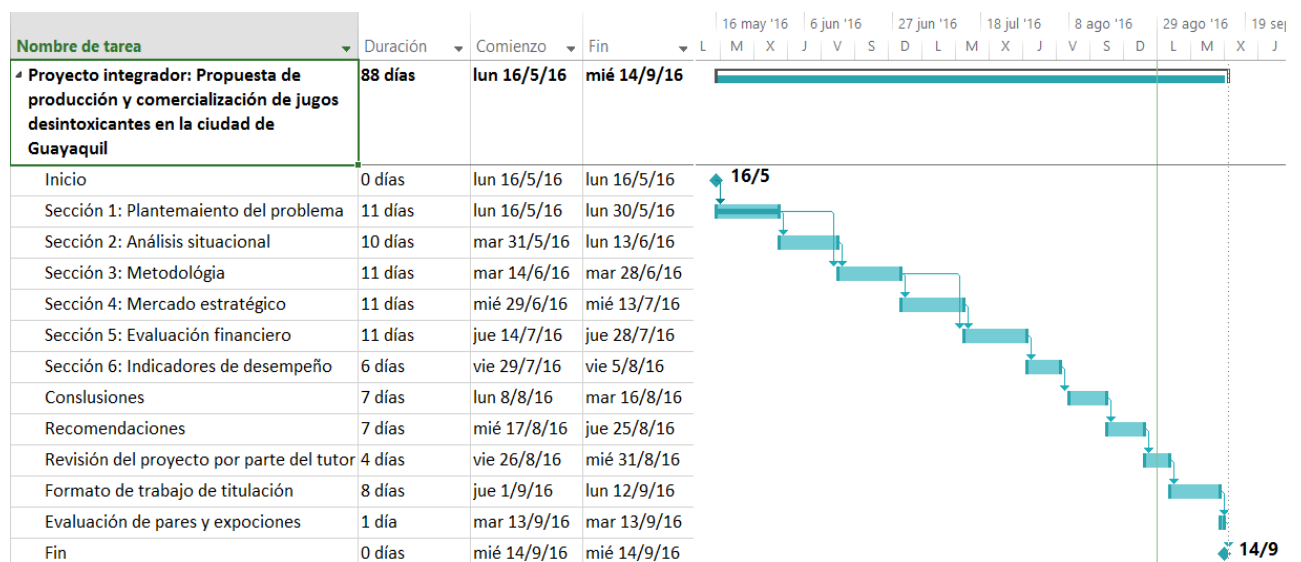 16 may '16 6 jun '16 27 jun '16 18 jul '16 8 ago '16 29 ago '16 19 sep
Nombre de tarea Duración Comienzo Fin L M X J V S D L M X J V S D L M X J
Proyecto integrador: Propuesta de 88 días lun 16/5/16 mié 14/9/16
producción y comercialización de jugos
desintoxicantes en la ciudad de
Guayaquil
Inicio 0 días lun 16/5/16 lun 16/5/16 16/5
Sección 1: Plantemaiento del problema 11 días lun 16/5/16 lun 30/5/16
Sección 2: Análisis situacional 10 días mar 31/5/16 lun 13/6/16
Sección 3: Metodológia 11 días mar 14/6/16 mar 28/6/16
Sección 4: Mercado estratégico 11 días mié 29/6/16 mié 13/7/16
Sección 5: Evaluación financiero 11 días jue 14/7/16 jue 28/7/16
Sección 6: Indicadores de desempeño 6 días vie 29/7/16 vie 5/8/16
Conslusiones 7 días lun 8/8/16 mar 16/8/16
Recomendaciones 7 días mié 17/8/16 jue 25/8/16
Revisión del proyecto por parte del tutor 4 días vie 26/8/16 mié 31/8/16
Formato de trabajo de titulación 8 días jue 1/9/16 lun 12/9/16
Evaluación de pares y expociones 1 día mar 13/9/16 mar 13/9/16
Fin 0 días mié 14/9/16 mié 14/9/16 14/9